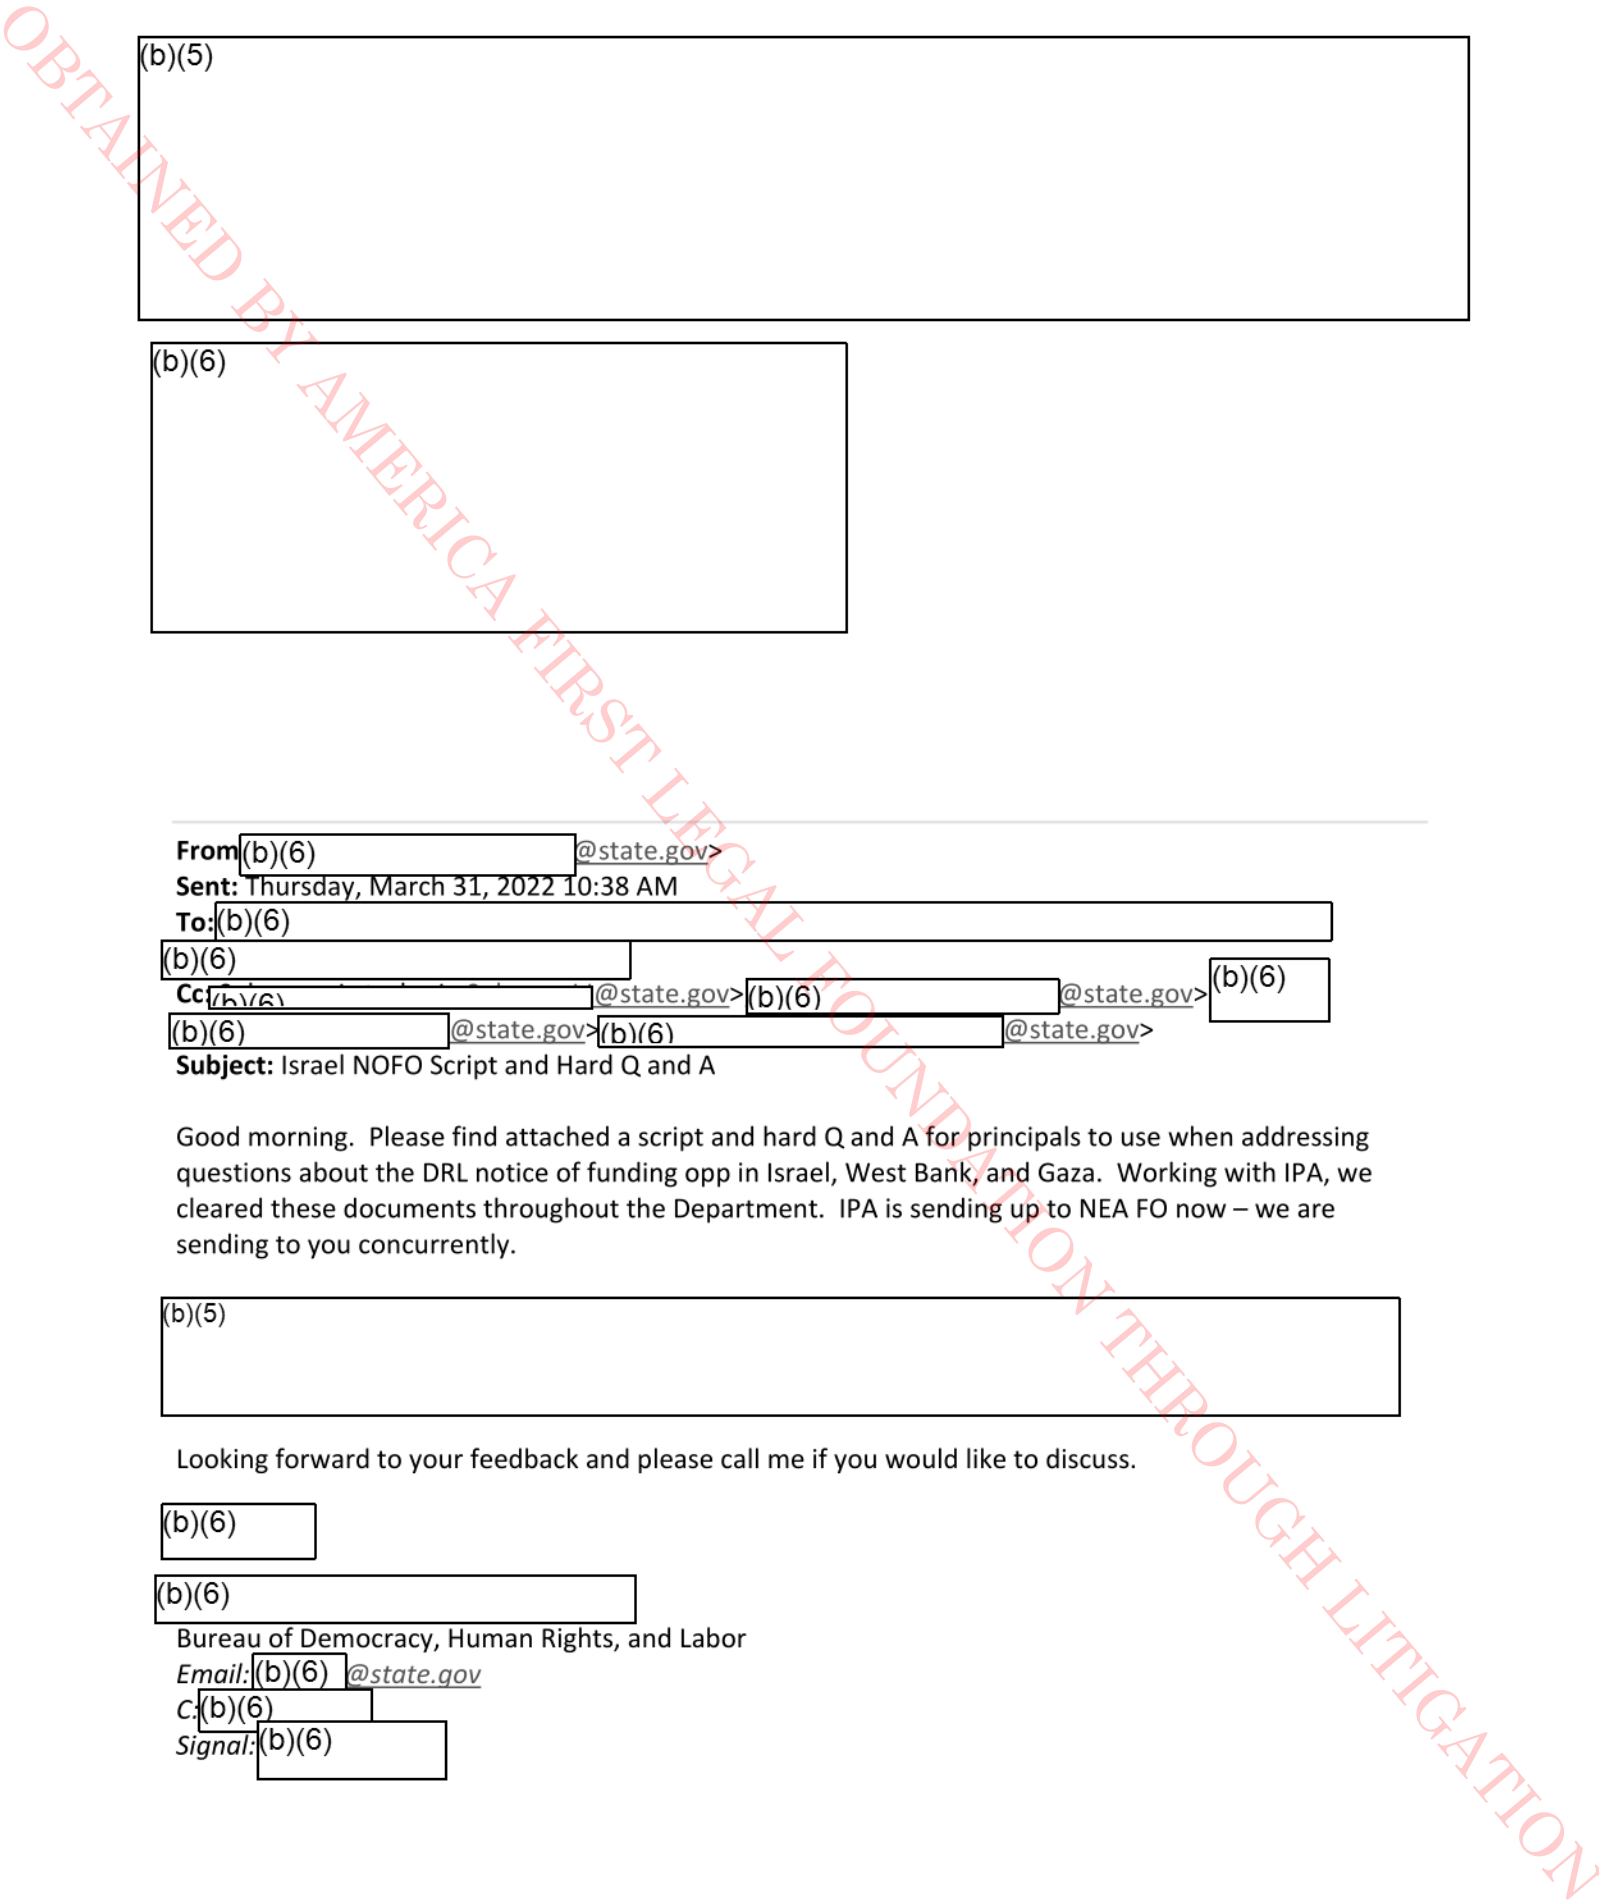 (b)(5)
(b)(6)
From (b)(6) @state.gov>
Sent: Thursday, March 31, 2022 10:38 AM
To: (b)(6)
(b)(6)
Cc: (b)(6) @state.gov> (b)(6) @state.gov> (b)(6)
(b)(6) @state.gov> (b)(6) @state.gov>
Subject: Israel NOFO Script and Hard Q and A
Good morning.  Please find attached a script and hard Q and A for principals to use when addressing
questions about the DRL notice of funding opp in Israel, West Bank, and Gaza.  Working with IPA, we
cleared these documents throughout the Department.  IPA is sending up to NEA FO now – we are
sending to you concurrently.
(b)(5)
Looking forward to your feedback and please call me if you would like to discuss.
(b)(6)
(b)(6)
Bureau of Democracy, Human Rights, and Labor
Email: (b)(6) @state.gov
C: (b)(6)
Signal: (b)(6)
OBTAINED BY AMERICA FIRST LEGAL FOUNDATION THROUGH LITIGATION